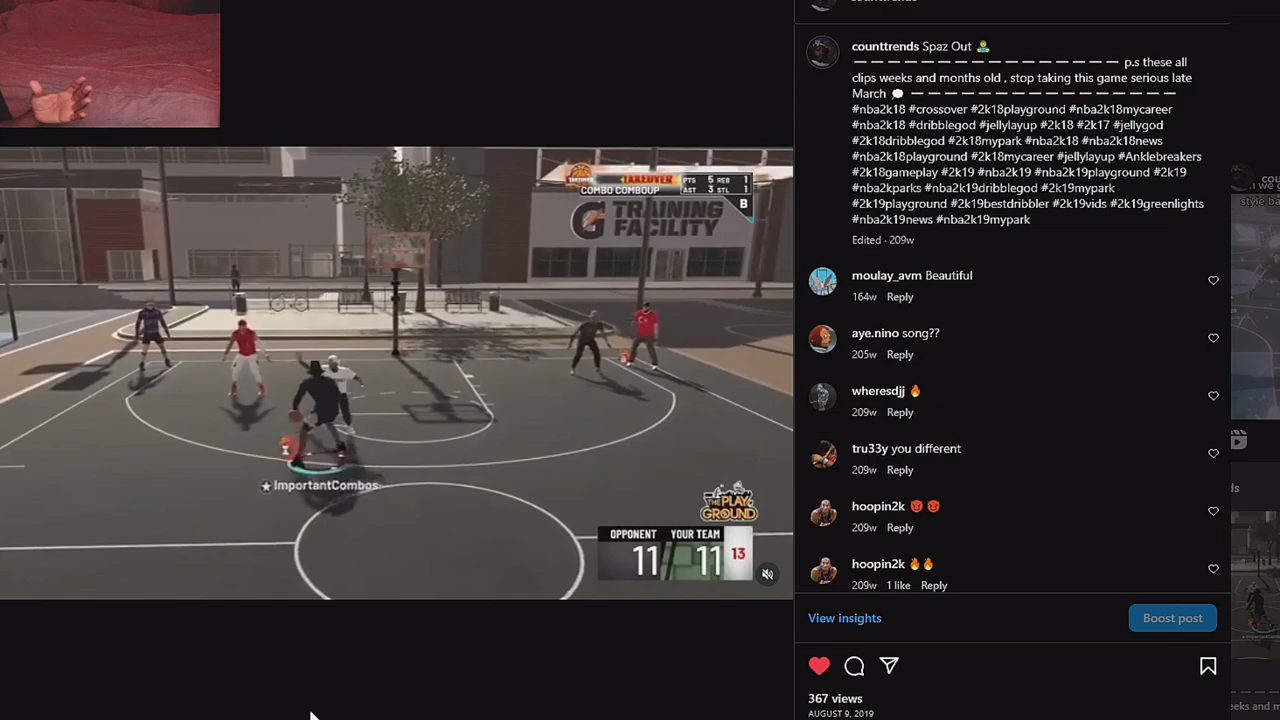 counttrends Spaz Out
— — — — — — — — — — — — — — — — p.s these all
clips weeks and months old , stop taking this game serious late
March — — — — — — — — — — — — — — — —
#nba2k18 #crossover #2k18playground #nba2k18mycareer
#nba2k18 #dribblegod #jellylayup #2k18 #2k17 #jellygod
#2k18dribblegod #2k18mypark #nba2k18 #nba2k18news
#nba2k18playground #2k18mycareer #jellylayup #Anklebreakers
#2k18gameplay #2k19 #nba2k19 #nba2k19playground #2k19
#nba2kparks #nba2k19dribblegod #2k19mypark
#2k19playground #2k19bestdribbler #2k19vids #2k19greenlights
#nba2k19news #nba2k19mypark
Edited · 209w
moulay_avm Beautiful
164w Reply
aye.nino song??
205w Reply
wheresdjj 🔥
209w Reply
tru33y you different
209w Reply
hoopin2k 😈 😈
209w Reply
hoopin2k 🔥🔥
209w 1 like Reply
View insights
Boost post
367 views
AUGUST 9, 2019
TAKEOVER
COMBO COMBOUP
PTS 5 REB 1
AST 3 STL 1
B
G TRAINING
FACILITY
ImportantCombos
THE PLAY
GROUND
OPPONENT YOUR TEAM
11 11 13